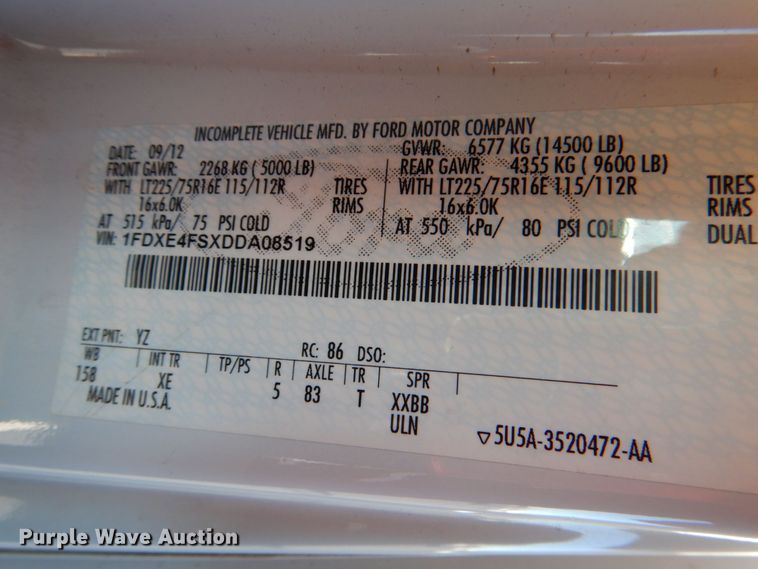 INCOMPLETE VEHICLE MFD. BY FORD MOTOR COMPANY
DATE: 09/12 GVWR: 6577 KG (14500 LB)
FRONT GAWR: 2268 KG ( 5000 LB) REAR GAWR: 4355 KG ( 9600 LB)
WITH LT225/75R16E 115/112R TIRES WITH LT225/75R16E 115/112R TIRES
16x6.0K RIMS 16x6.0K RIMS
AT 515 kPa/ 75 PSI COLD AT 550 kPa/ 80 PSI COLD DUAL
VIN: 1FDXE4FSXDDA08519
EXT PNT: YZ RC: 86 DSO:
WB INT TR TP/PS R AXLE TR SPR
158 XE 5 83 T XXBB
MADE IN U.S.A. ULN
5U5A-3520472-AA
Purple Wave Auction